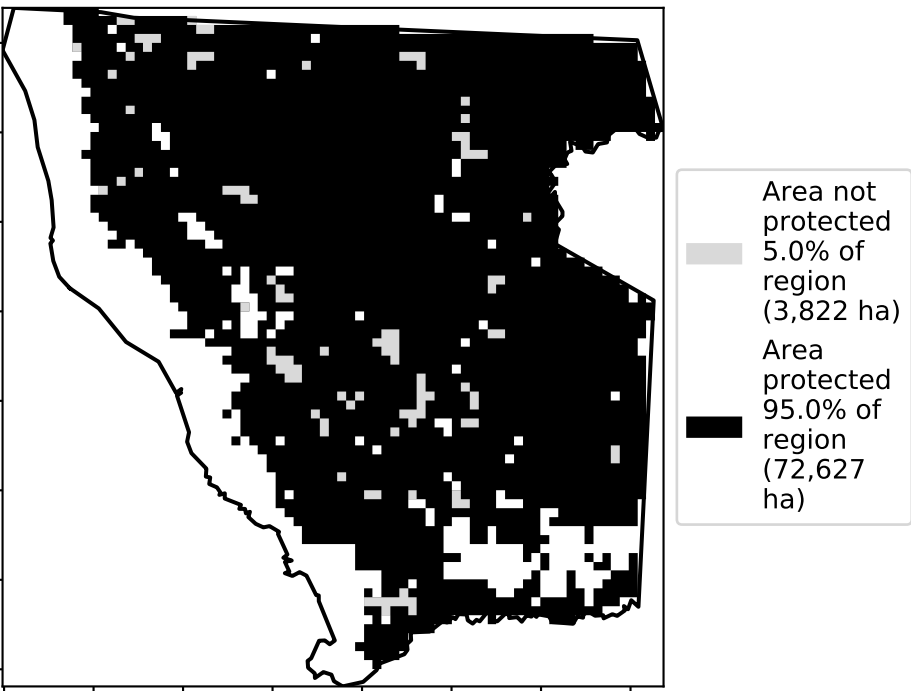 Area not
protected
5.0% of
region
(3,822 ha)
Area
protected
95.0% of
region
(72,627
ha)